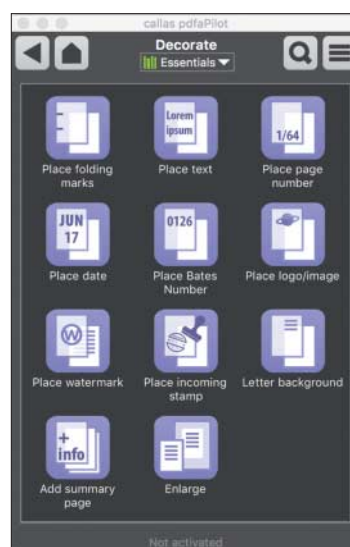 callas pdfaPilot
Decorate
Essentials
Lorem
ipsum
1/64
Place folding
marks
Place text
Place page
number
JUN
17
0126
Place date
Place Bates
Number
Place logo/image
W
Place watermark
Place incoming
stamp
Letter background
+
info
Add summary
page
Enlarge
Not activated